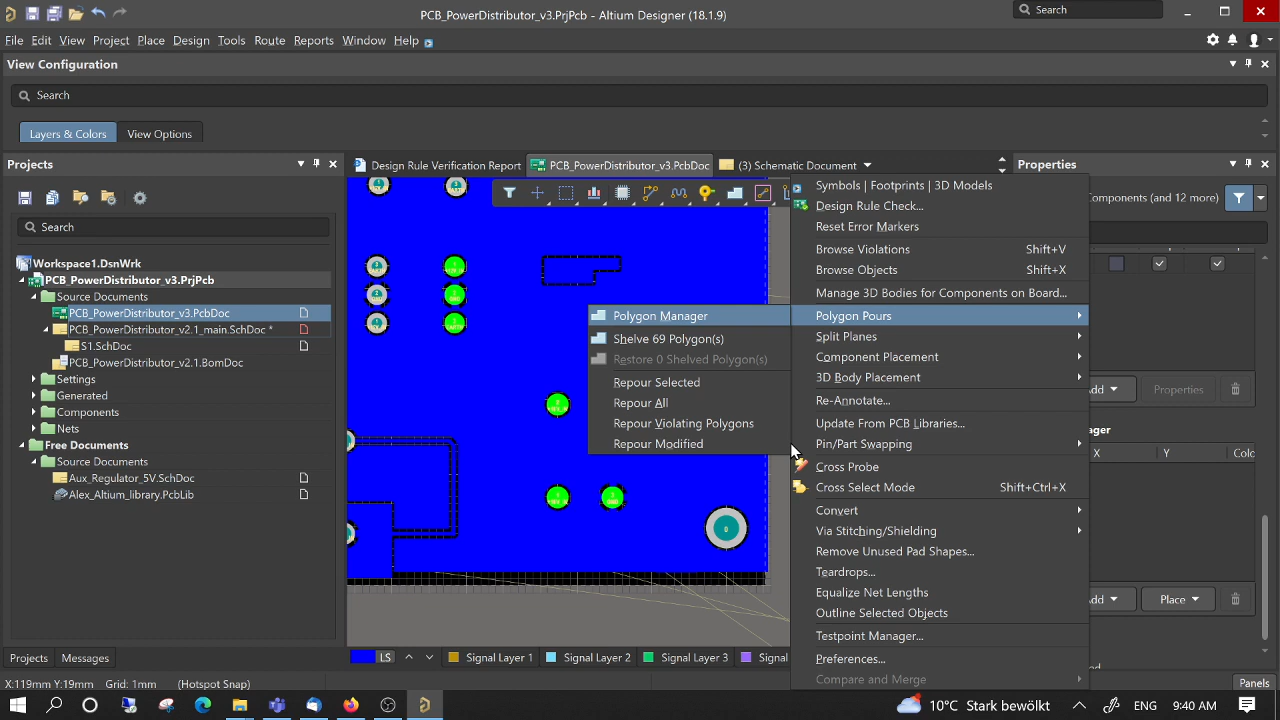 PCB_PowerDistributor_v3.PrjPcb - Altium Designer (18.1.9)
Search
File Edit View Project Place Design Tools Route Reports Window Help
View Configuration
Search
Layers & Colors View Options
Projects
Design Rule Verification Report PCB_PowerDistributor_v3.PcbDoc (3) Schematic Document
Properties
Components (and 12 more)
Search
Workspace1.DsnWrk
PCB_PowerDistributor_v3.PrjPcb
Source Documents
PCB_PowerDistributor_v3.PcbDoc
PCB_PowerDistributor_v2.1_main.SchDoc *
S1.SchDoc
PCB_PowerDistributor_v2.1.BomDoc
Settings
Generated
Components
Nets
Free Documents
Source Documents
Aux_Regulator_5V.SchDoc
Alex_Altium_library.PcbLib
Projects Messages
Polygon Manager
Shelve 69 Polygon(s)
Restore 0 Shelved Polygon(s)
Repour Selected
Repour All
Repour Violating Polygons
Repour Modified
Symbols | Footprints | 3D Models
Design Rule Check...
Reset Error Markers
Browse Violations Shift+V
Browse Objects Shift+X
Manage 3D Bodies for Components on Board...
Polygon Pours
Split Planes
Component Placement
3D Body Placement
Re-Annotate...
Update From PCB Libraries...
Pin/Part Swapping
Cross Probe
Cross Select Mode Shift+Ctrl+X
Convert
Via Stitching/Shielding
Remove Unused Pad Shapes...
Teardrops...
Equalize Net Lengths
Outline Selected Objects
Testpoint Manager...
Preferences...
Compare and Merge
Properties
X Y
Place
GND
GND
0
LS Signal Layer 1 Signal Layer 2 Signal Layer 3 Signal
X:119mm Y:19mm Grid: 1mm (Hotspot Snap)
Panels
10°C Stark bewölkt ENG 9:40 AM